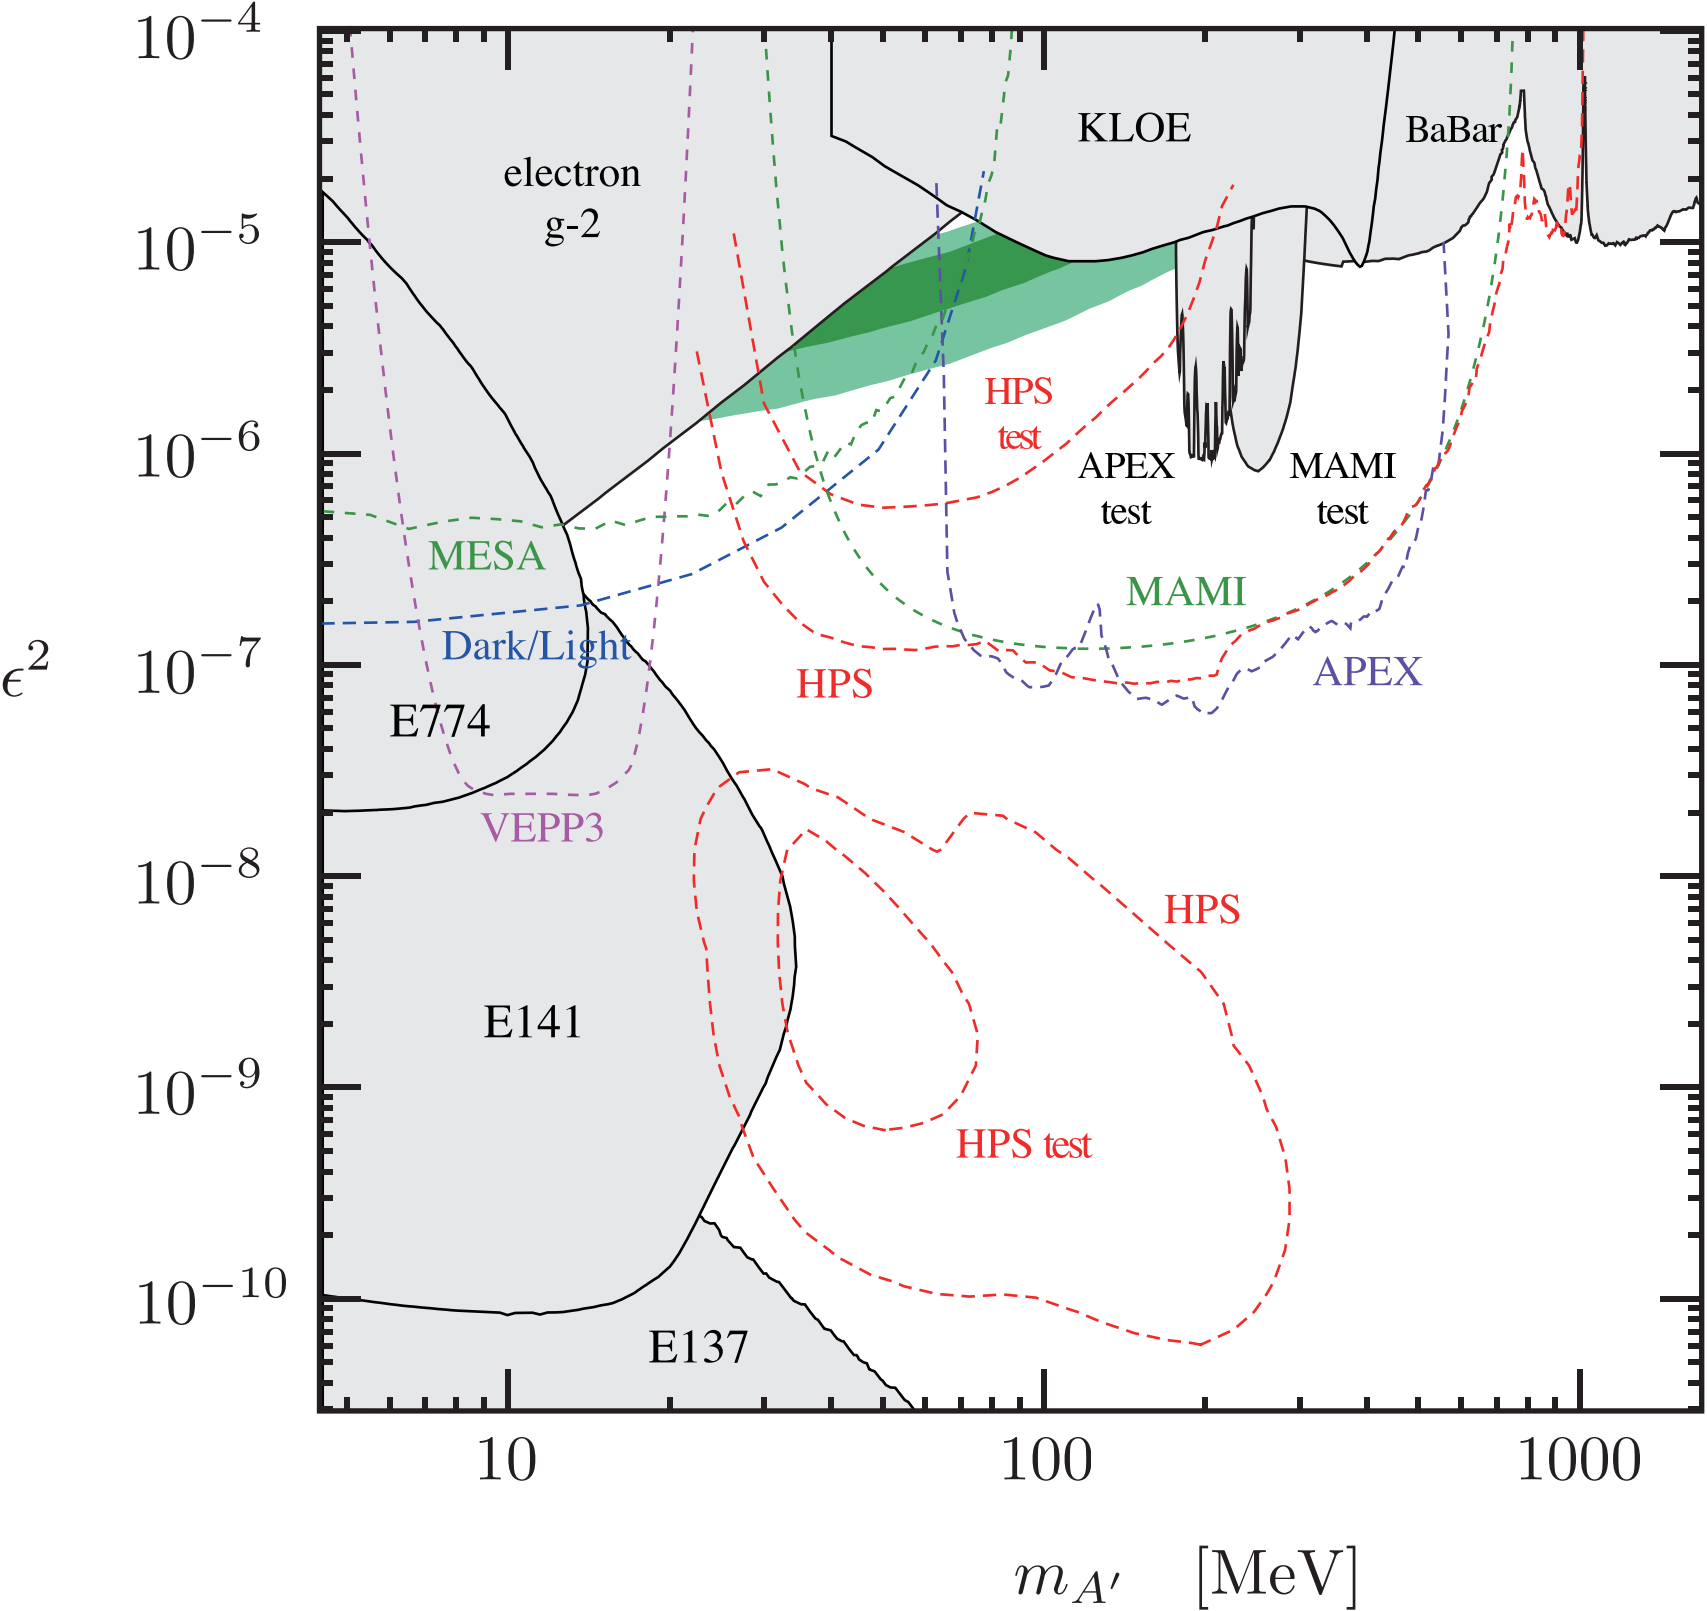 10⁻⁴
KLOE
BaBar
electron
g-2
10⁻⁵
HPS
test
10⁻⁶
APEX
test
MAMI
test
MESA
MAMI
Dark/Light
10⁻⁷
ϵ²
HPS
APEX
E774
VEPP3
10⁻⁸
HPS
E141
10⁻⁹
HPS test
10⁻¹⁰
E137
10 100 1000
m_A′ [MeV]